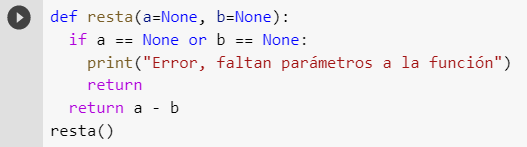 def resta(a=None, b=None):
  if a == None or b == None:
    print("Error, faltan parámetros a la función")
    return
  return a - b
resta()